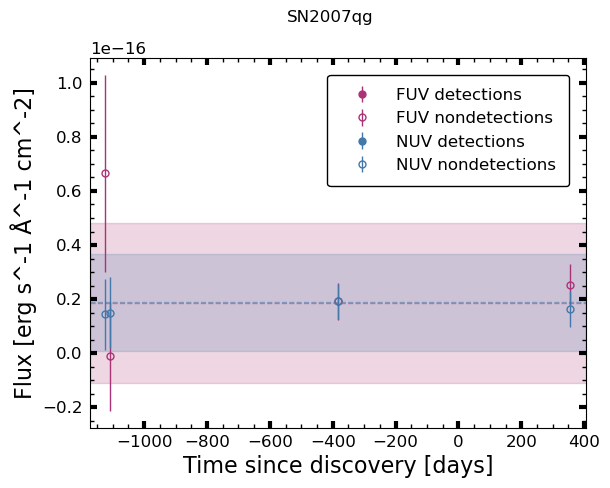 SN2007qg
1e−16
FUV detections
FUV nondetections
NUV detections
NUV nondetections
1.0
0.8
0.6
0.4
0.2
0.0
−0.2
Flux [erg s^-1 Å^-1 cm^-2]
−1000 −800 −600 −400 −200 0 200 400
Time since discovery [days]